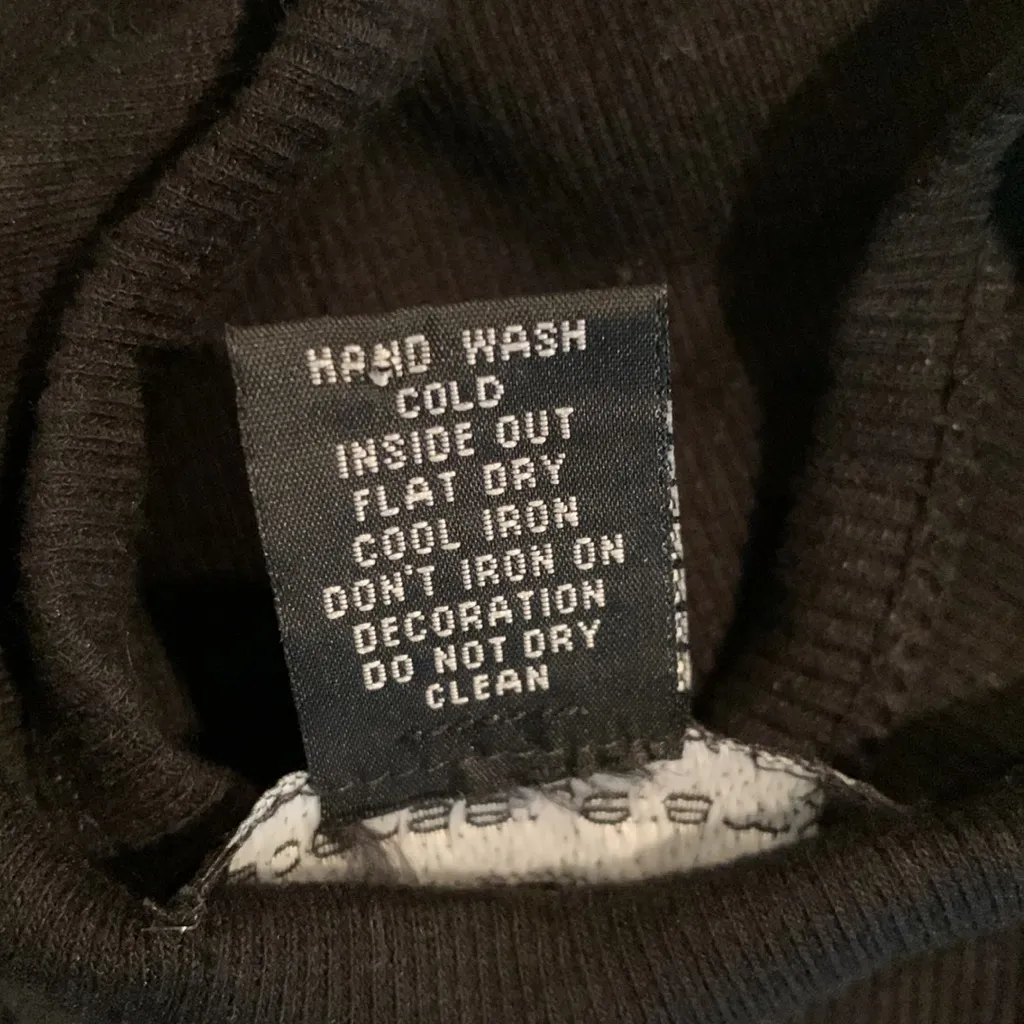 HAND WASH
COLD
INSIDE OUT
FLAT DRY
COOL IRON
DON'T IRON ON
DECORATION
DO NOT DRY
CLEAN